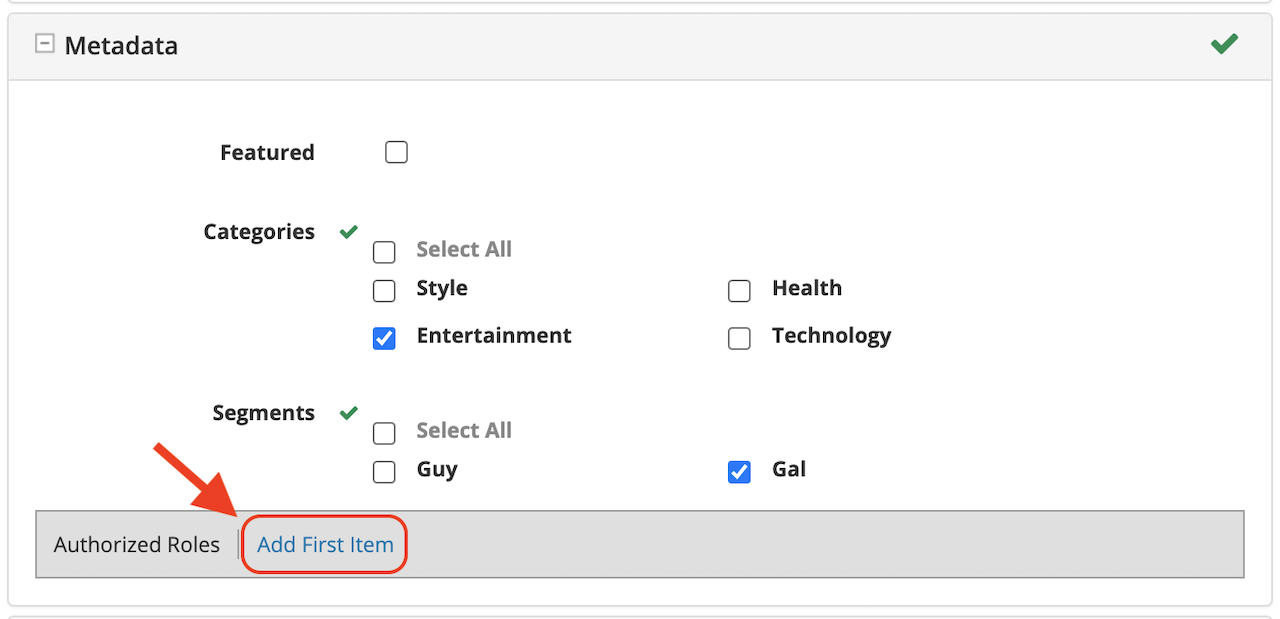 Metadata
Featured
Categories
Select All
Style
Health
Entertainment
Technology
Segments
Select All
Guy
Gal
Authorized Roles
Add First Item